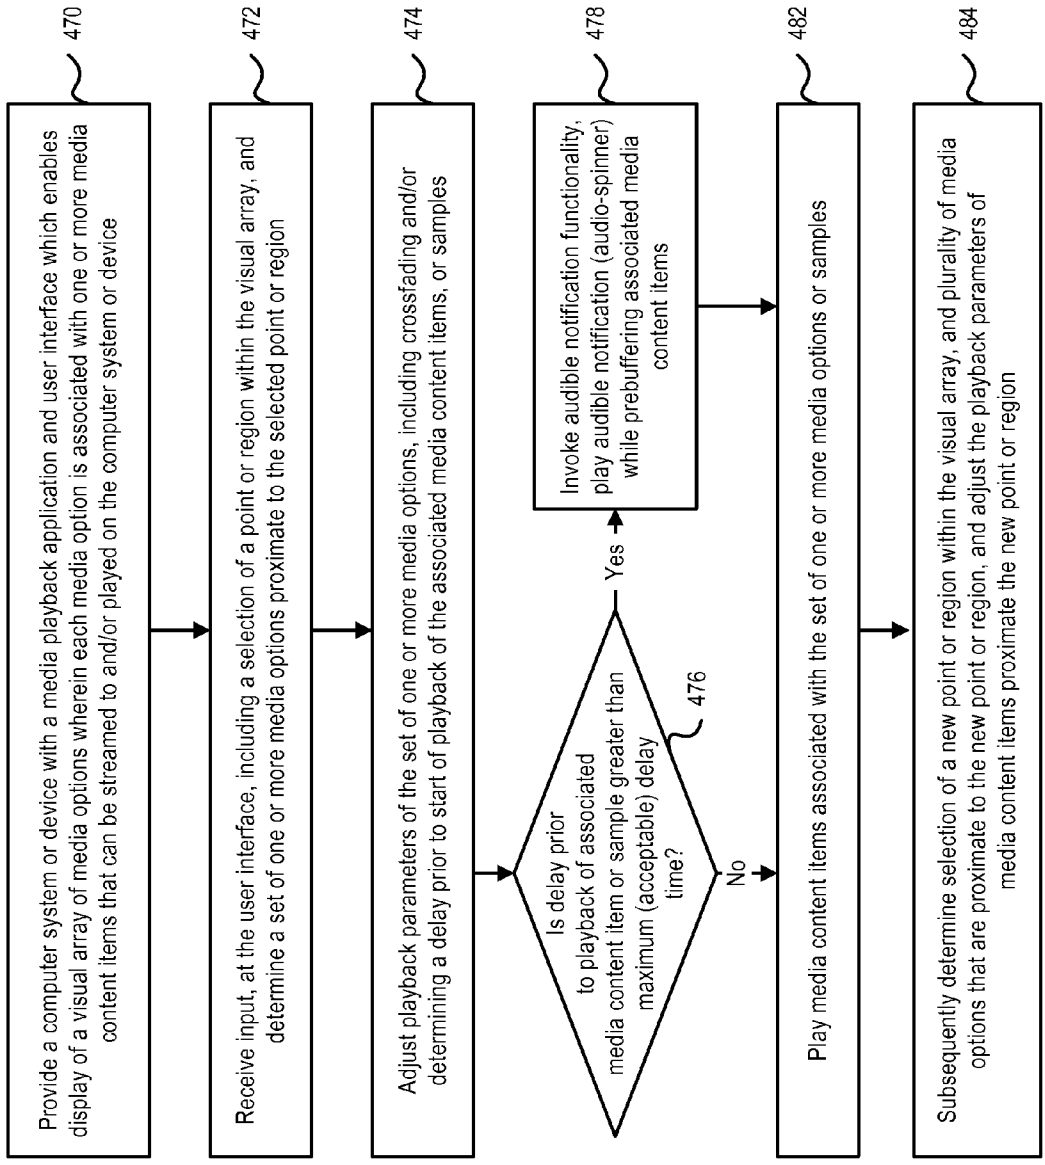 470
Provide a computer system or device with a media playback application and user interface which enables
display of a visual array of media options wherein each media option is associated with one or more media
content items that can be streamed to and/or played on the computer system or device
472
Receive input, at the user interface, including a selection of a point or region within the visual array, and
determine a set of one or more media options proximate to the selected point or region
474
Adjust playback parameters of the set of one or more media options, including crossfading and/or
determining a delay prior to start of playback of the associated media content items, or samples
Is delay prior
to playback of associated
media content item or sample greater than
maximum (acceptable) delay
time?
476
Yes
No
478
Invoke audible notification functionality,
play audible notification (audio-spinner)
while prebuffering associated media
content items
482
Play media content items associated with the set of one or more media options or samples
484
Subsequently determine selection of a new point or region within the visual array, and plurality of media
options that are proximate to the new point or region, and adjust the playback parameters of
media content items proximate the new point or region